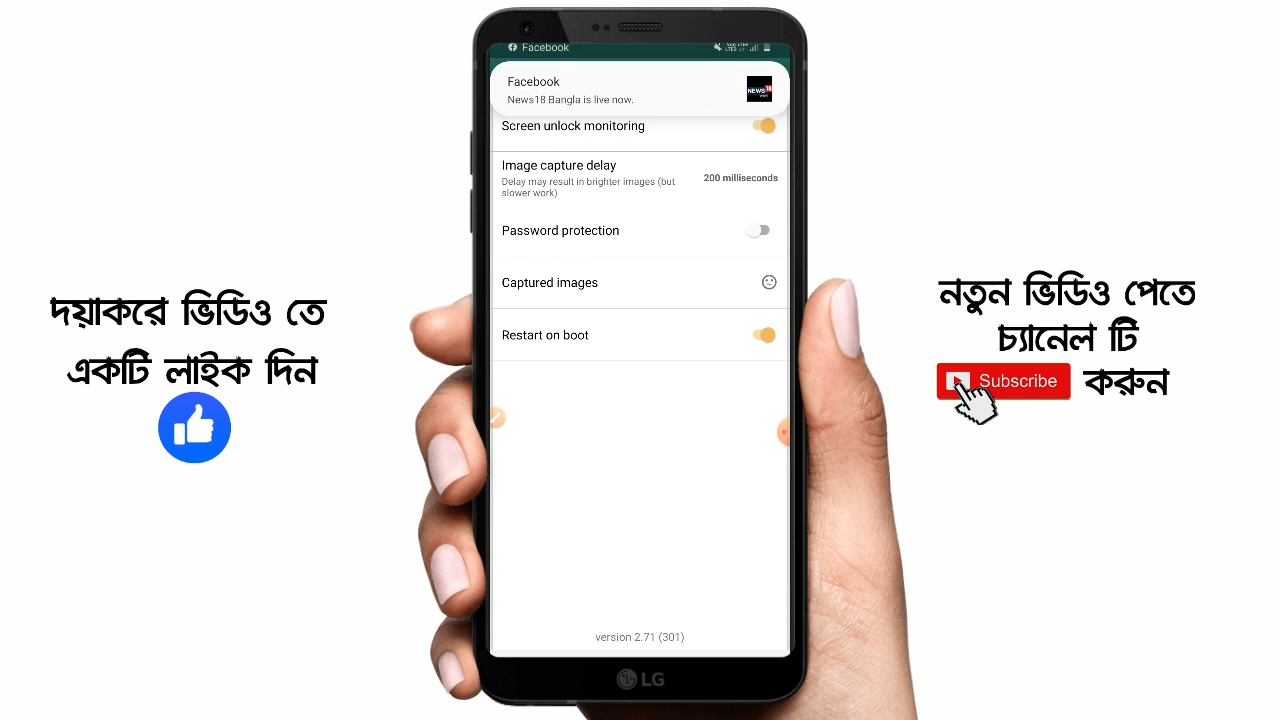 Facebook
Facebook
News18 Bangla is live now.
NEWS 18
Screen unlock monitoring
Image capture delay
Delay may result in brighter images (but
slower work)
200 milliseconds
Password protection
Captured images
Restart on boot
version 2.71 (301)
LG
দয়াকরে ভিডিও তে
একটি লাইক দিন
নতুন ভিডিও পেতে
চ্যানেল টি
Subscribe করুন